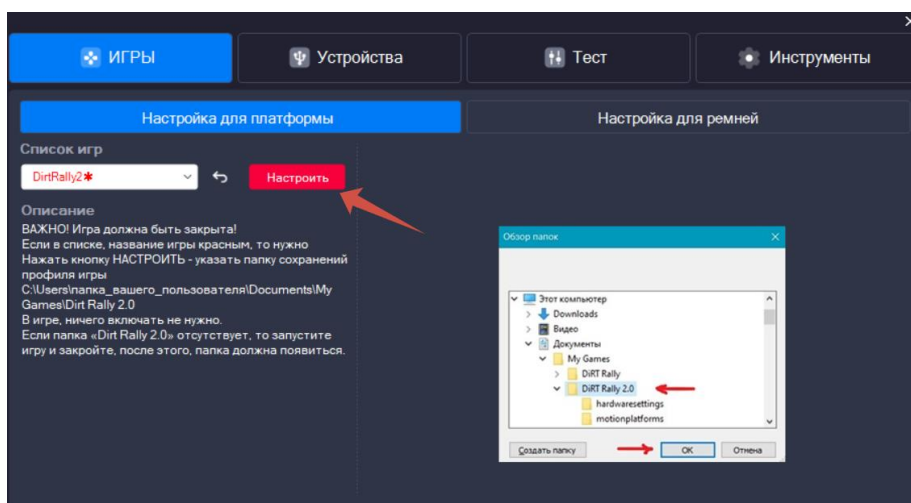 ИГРЫ
Устройства
Тест
Инструменты
Настройка для платформы
Настройка для ремней
Список игр
DirtRally2✱
Настроить
Описание
ВАЖНО! Игра должна быть закрыта!
Если в списке, название игры красным, то нужно
Нажать кнопку НАСТРОИТЬ - указать папку сохранений
профиля игры
C:\Users\папка_вашего_пользователя\Documents\My
Games\Dirt Rally 2.0
В игре, ничего включать не нужно.
Если папка «Dirt Rally 2.0» отсутствует, то запустите
игру и закройте, после этого, папка должна появиться.
Обзор папок
Этот компьютер
Downloads
Видео
Документы
My Games
DiRT Rally
DiRT Rally 2.0
hardwaresettings
motionplatforms
Создать папку
OK
Отмена